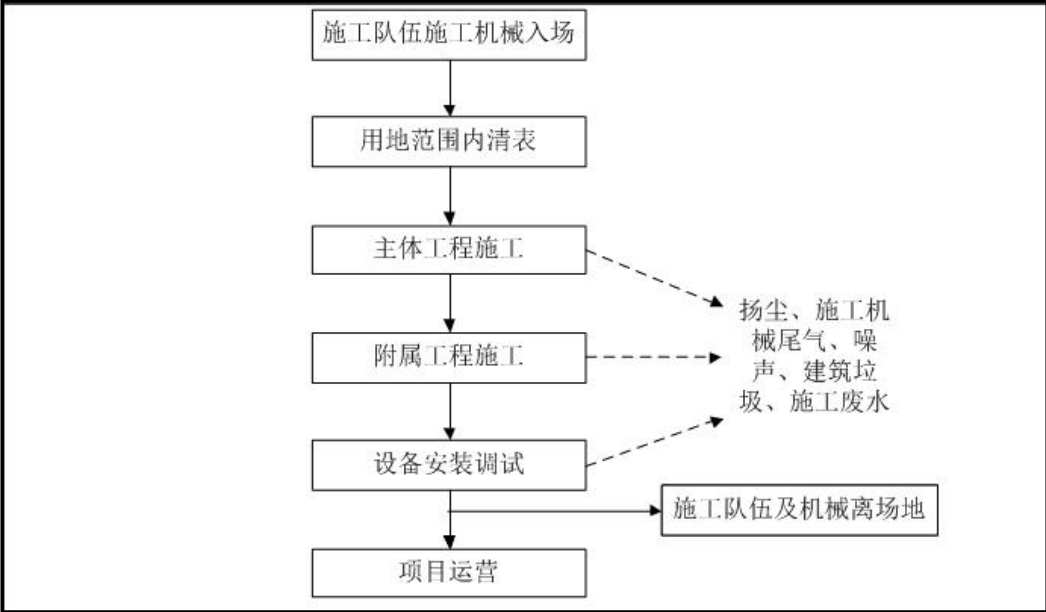 施工队伍施工机械入场
用地范围内清表
主体工程施工
附属工程施工
设备安装调试
扬尘、施工机
械尾气、噪
声、建筑垃
圾、施工废水
施工队伍及机械离场地
项目运营